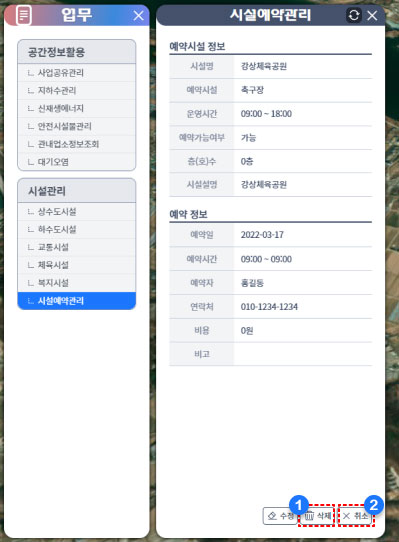 업무
공간정보활용
ㄴ 사업공유관리
ㄴ 지하수관리
ㄴ 신재생에너지
ㄴ 안전시설물관리
ㄴ 관내업소정보조회
ㄴ 대기오염
시설관리
ㄴ 상수도시설
ㄴ 하수도시설
ㄴ 교통시설
ㄴ 체육시설
ㄴ 복지시설
ㄴ 시설예약관리
시설예약관리
예약시설 정보
시설명 강상체육공원
예약시설 축구장
운영시간 09:00 ~ 18:00
예약가능여부 가능
층(호)수 0층
시설설명 강상체육공원
예약 정보
예약일 2022-03-17
예약시간 09:00 ~ 09:00
예약자 홍길동
연락처 010-1234-1234
비용 0원
비고
1 2
수정 삭제 취소